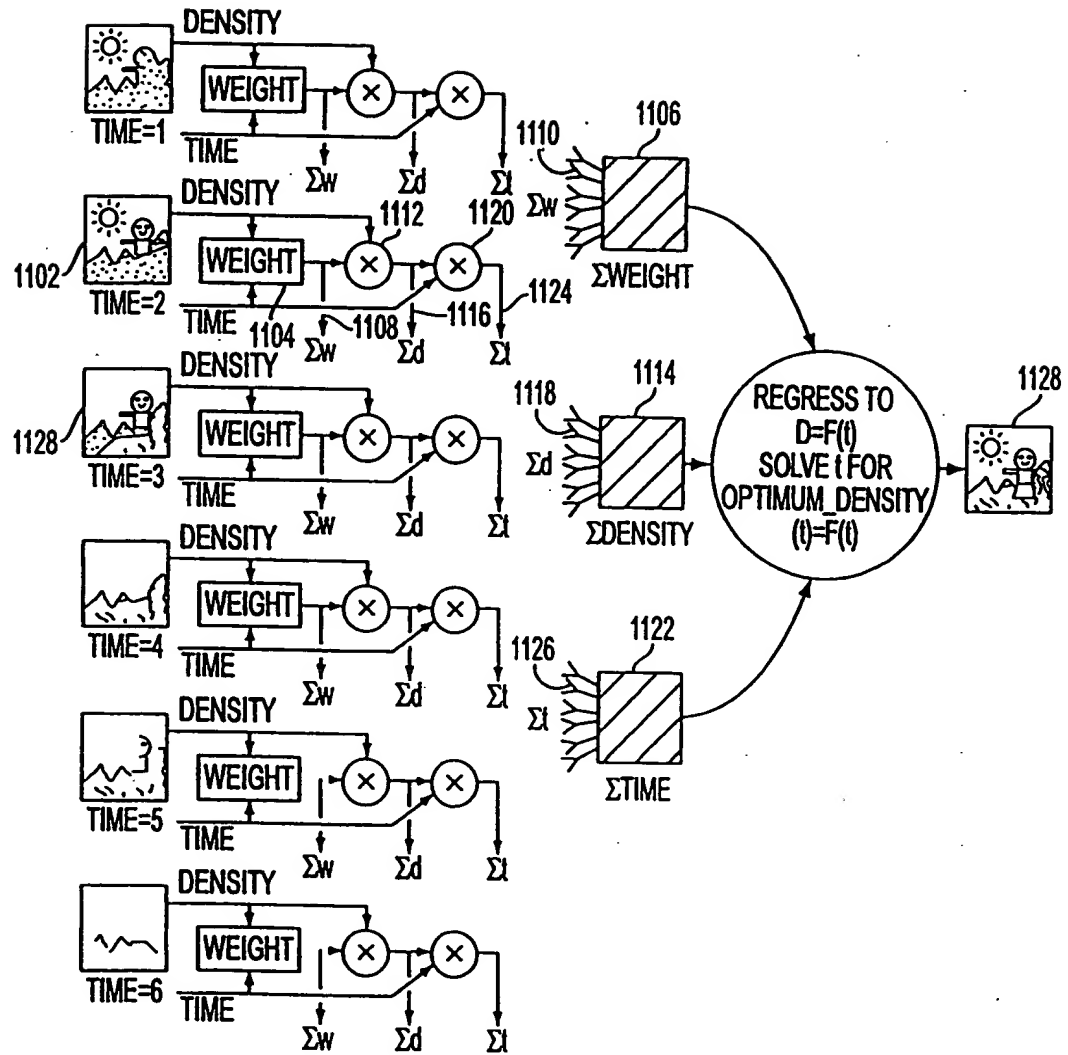 DENSITY
WEIGHT
TIME=1
TIME
Σw
Σd
Σt
DENSITY
1112
1120
1102
WEIGHT
TIME=2
TIME
1104
1108
1116
1124
Σw
Σd
Σt
DENSITY
1128
WEIGHT
TIME=3
TIME
Σw
Σd
Σt
DENSITY
WEIGHT
TIME=4
TIME
Σw
Σd
Σt
DENSITY
WEIGHT
TIME=5
TIME
Σw
Σd
Σt
DENSITY
WEIGHT
TIME=6
TIME
Σw
Σd
Σt
1110
1106
Σw
ΣWEIGHT
1118
1114
Σd
ΣDENSITY
1126
1122
Σt
ΣTIME
REGRESS TO
D=F(t)
SOLVE t FOR
OPTIMUM_DENSITY
(t)=F(t)
1128